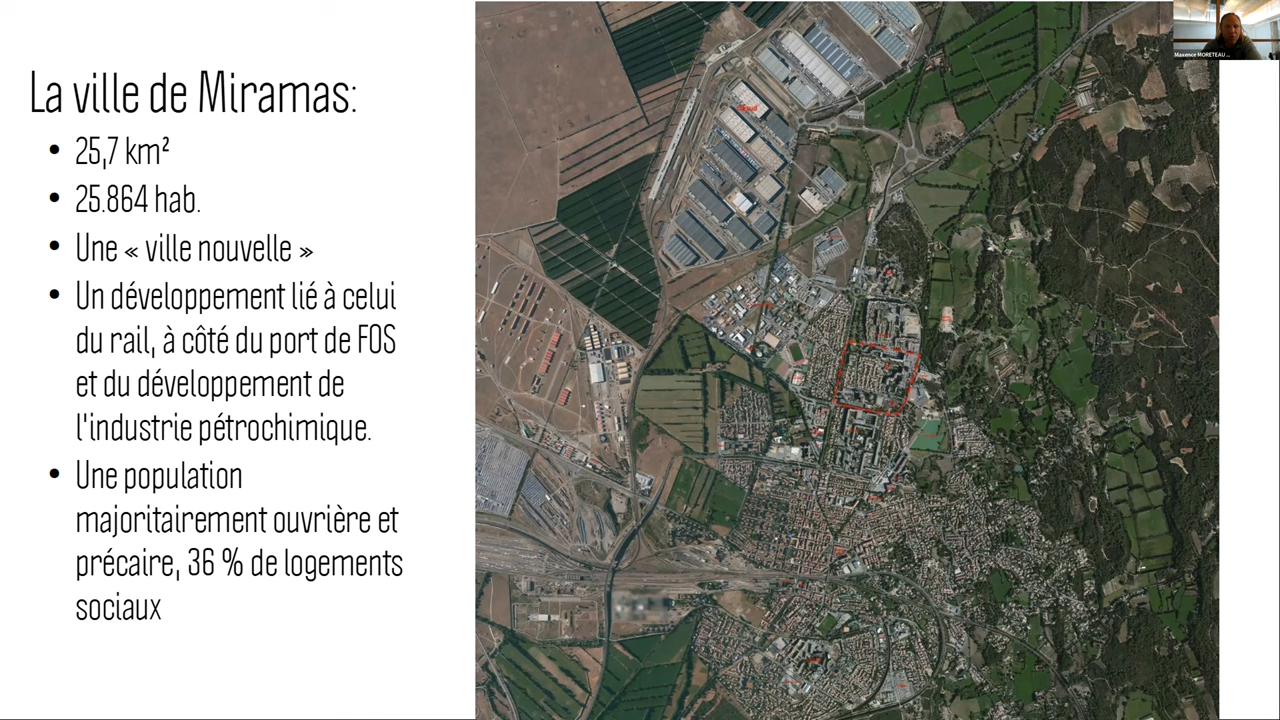 La ville de Miramas:
• 25,7 km²
• 25.864 hab.
• Une « ville nouvelle »
• Un développement lié à celui
du rail, à côté du port de FOS
et du développement de
l'industrie pétrochimique.
• Une population
majoritairement ouvrière et
précaire, 36 % de logements
sociaux
Maxence MORETEAU ...